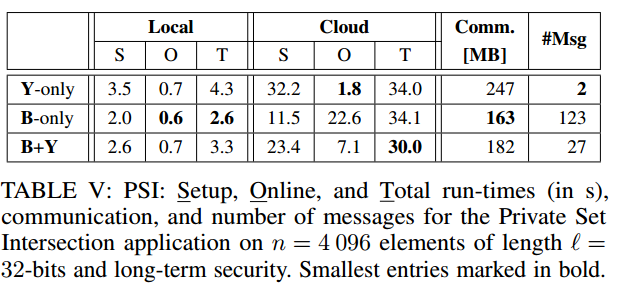 Local Cloud Comm. #Msg
S O T S O T [MB]
Y-only 3.5 0.7 4.3 32.2 1.8 34.0 247 2
B-only 2.0 0.6 2.6 11.5 22.6 34.1 163 123
B+Y 2.6 0.7 3.3 23.4 7.1 30.0 182 27
TABLE V: PSI: Setup, Online, and Total run-times (in s),
communication, and number of messages for the Private Set
Intersection application on n = 4 096 elements of length ℓ =
32-bits and long-term security. Smallest entries marked in bold.